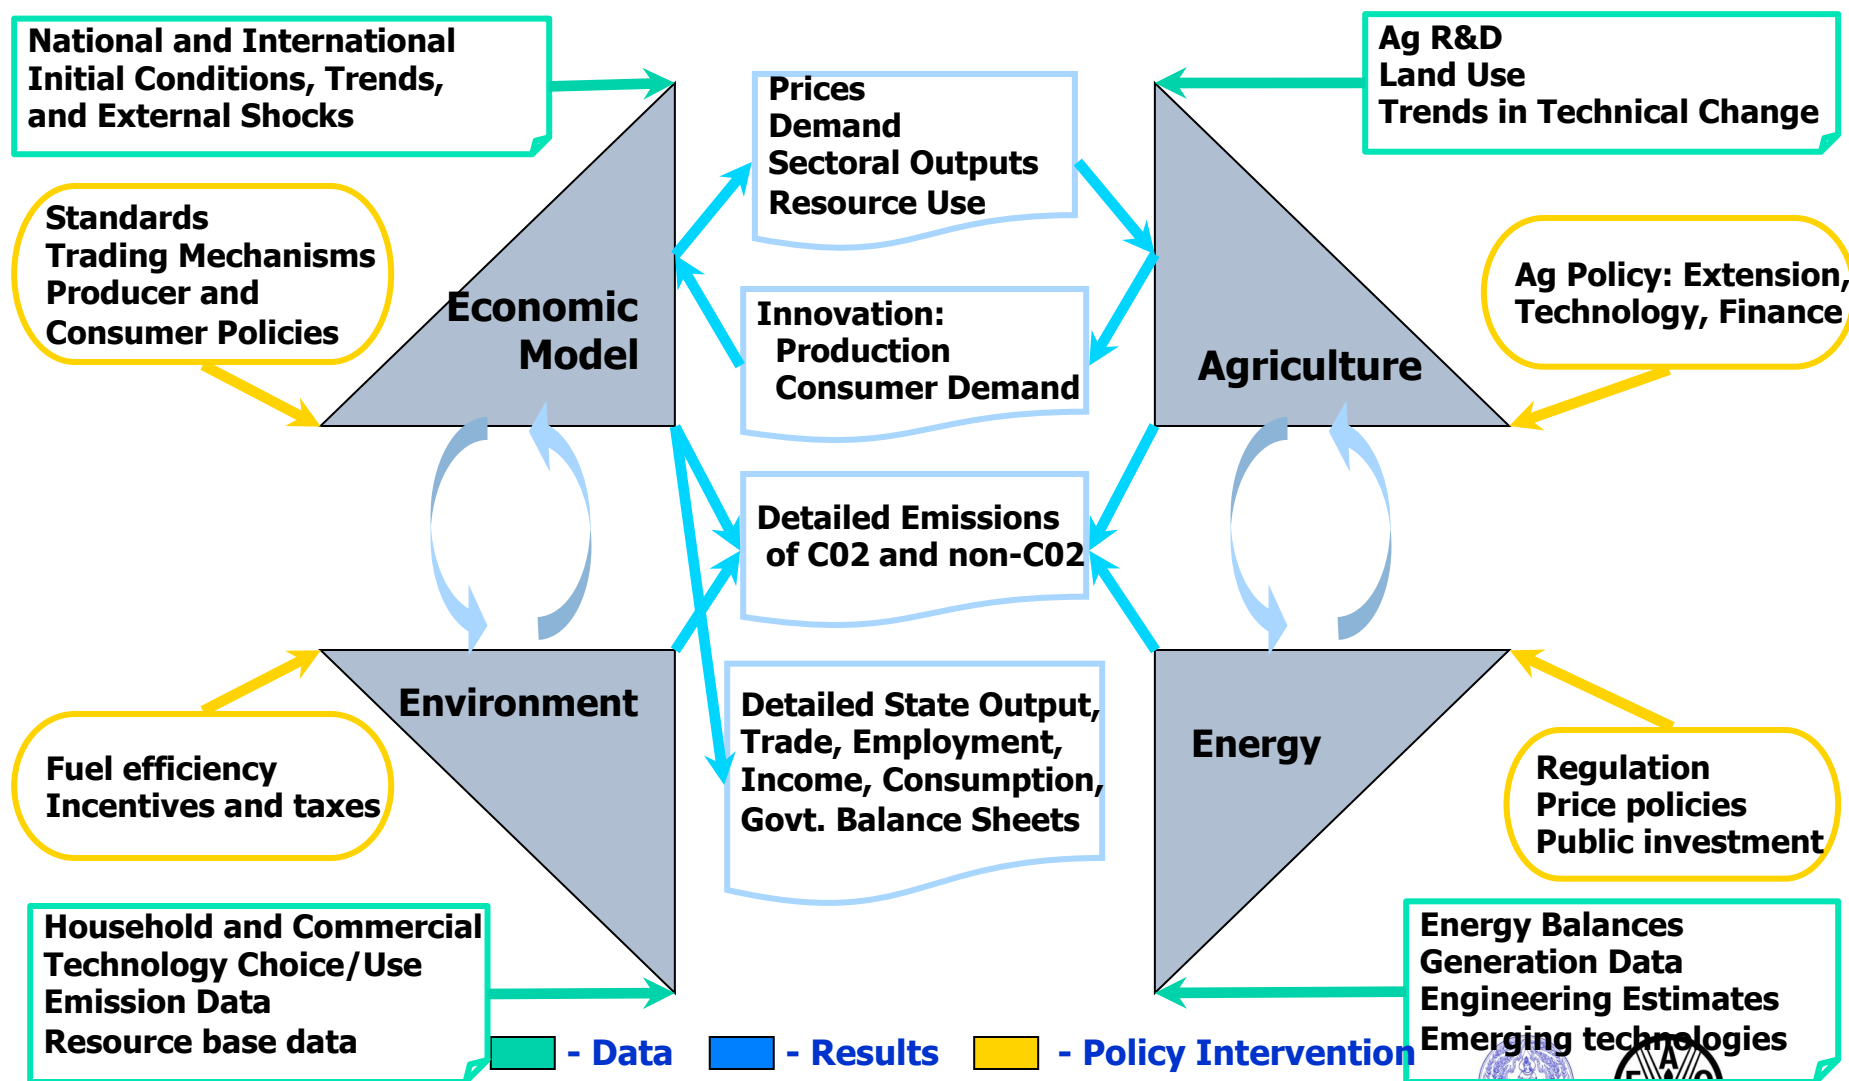 National and International
Initial Conditions, Trends,
and External Shocks
Ag R&D
Land Use
Trends in Technical Change
Prices
Demand
Sectoral Outputs
Resource Use
Standards
Trading Mechanisms
Producer and
Consumer Policies
Ag Policy: Extension,
Technology, Finance
Economic
Model
Innovation:
Production
Consumer Demand
Agriculture
Detailed Emissions
of C02 and non-C02
Environment
Detailed State Output,
Trade, Employment,
Income, Consumption,
Govt. Balance Sheets
Energy
Fuel efficiency
Incentives and taxes
Regulation
Price policies
Public investment
Household and Commercial
Technology Choice/Use
Emission Data
Resource base data
Energy Balances
Generation Data
Engineering Estimates
Emerging technologies
- Data
- Results
- Policy Intervention